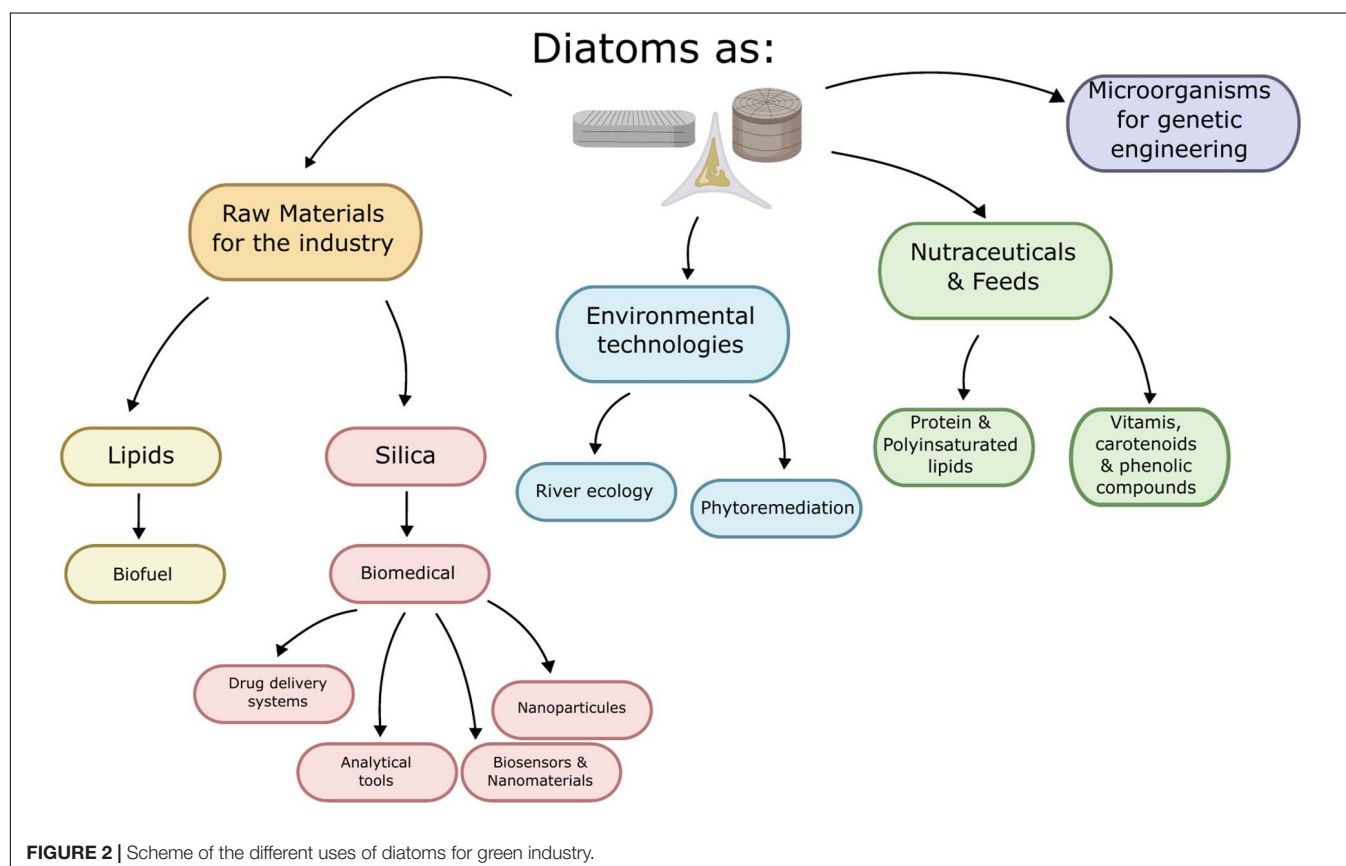 Diatoms as:
Microorganisms
for genetic
engineering
Raw Materials
for the industry
Nutraceuticals
& Feeds
Environmental
technologies
Lipids
Silica
Protein &
Polyinsaturated
lipids
Vitamis,
carotenoids
& phenolic
compounds
River ecology
Phytoremediation
Biofuel
Biomedical
Drug delivery
systems
Nanoparticules
Analytical
tools
Biosensors &
Nanomaterials
FIGURE 2 | Scheme of the different uses of diatoms for green industry.